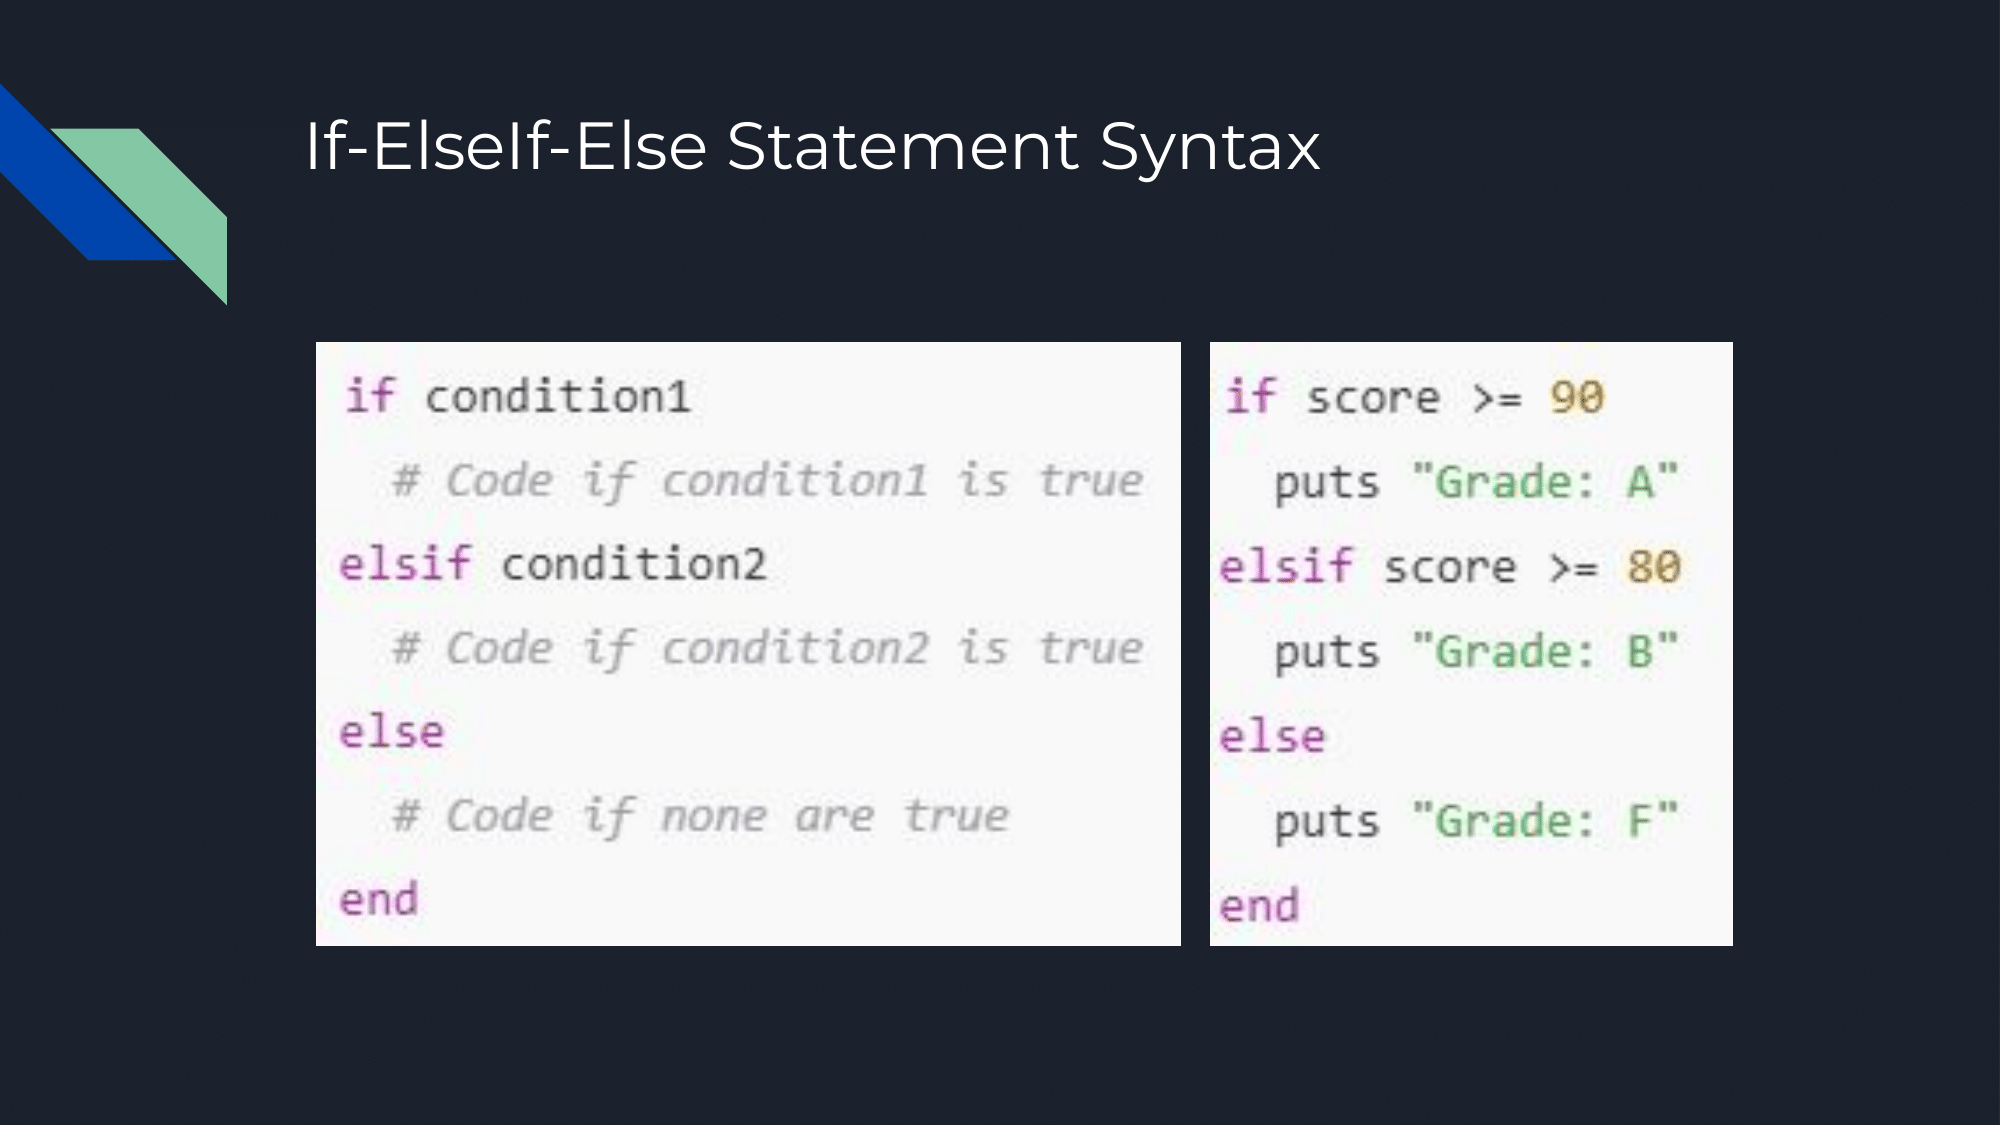 If-ElseIf-Else Statement Syntax
if condition1
# Code if condition1 is true
elsif condition2
# Code if condition2 is true
else
# Code if none are true
end
if score >= 90
puts "Grade: A"
elsif score >= 80
puts "Grade: B"
else
puts "Grade: F"
end